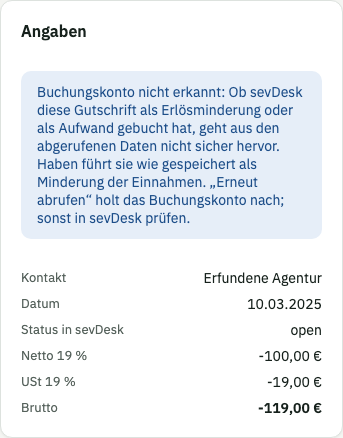 Angaben
Buchungskonto nicht erkannt: Ob sevDesk
diese Gutschrift als Erlösminderung oder
als Aufwand gebucht hat, geht aus den
abgerufenen Daten nicht sicher hervor.
Haben führt sie wie gespeichert als
Minderung der Einnahmen. „Erneut
abrufen“ holt das Buchungskonto nach;
sonst in sevDesk prüfen.
Kontakt Erfundene Agentur
Datum 10.03.2025
Status in sevDesk open
Netto 19 % -100,00 €
USt 19 % -19,00 €
Brutto -119,00 €